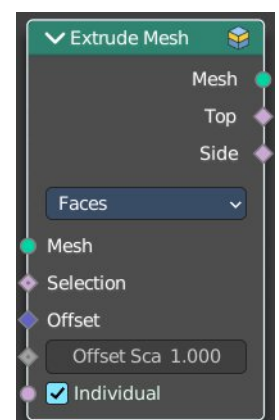 Extrude Mesh
Mesh
Top
Side
Faces
Mesh
Selection
Offset
Offset Sca 1.000
Individual